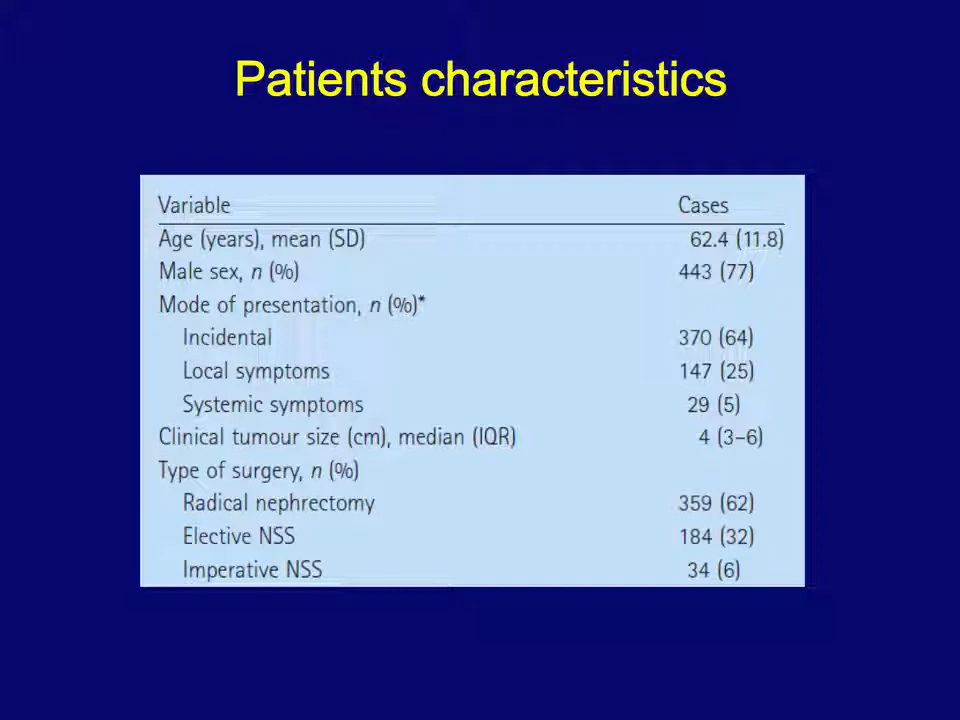 Patients characteristics
Variable Cases
Age (years), mean (SD) 62.4 (11.8)
Male sex, n (%) 443 (77)
Mode of presentation, n (%)*
Incidental 370 (64)
Local symptoms 147 (25)
Systemic symptoms 29 (5)
Clinical tumour size (cm), median (IQR) 4 (3–6)
Type of surgery, n (%)
Radical nephrectomy 359 (62)
Elective NSS 184 (32)
Imperative NSS 34 (6)